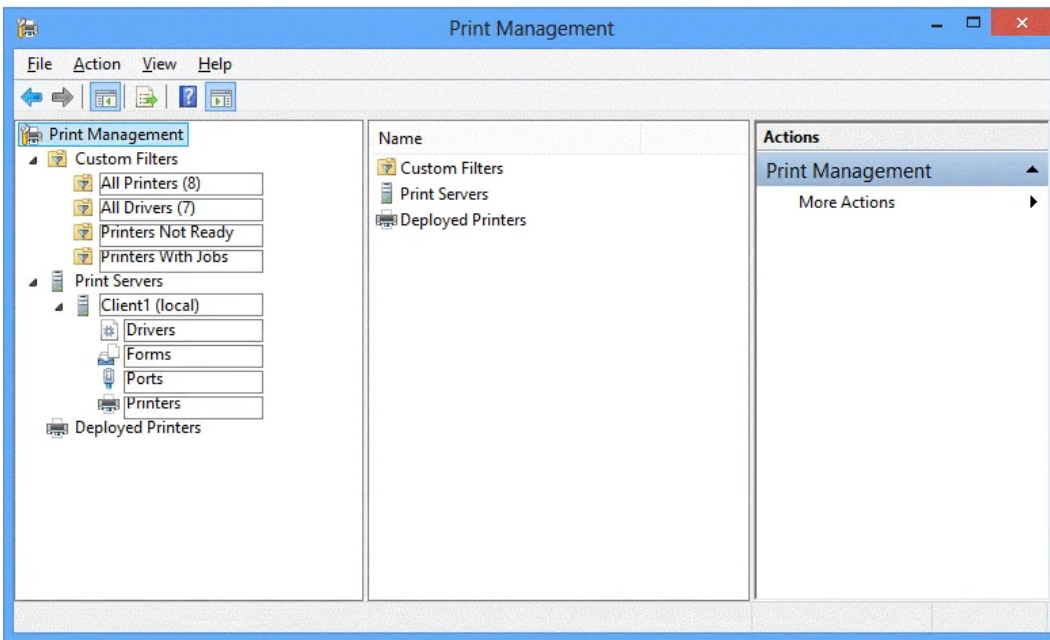 Print Management
File Action View Help
Print Management
Custom Filters
All Printers (8)
All Drivers (7)
Printers Not Ready
Printers With Jobs
Print Servers
Client1 (local)
Drivers
Forms
Ports
Printers
Deployed Printers
Name
Custom Filters
Print Servers
Deployed Printers
Actions
Print Management
More Actions